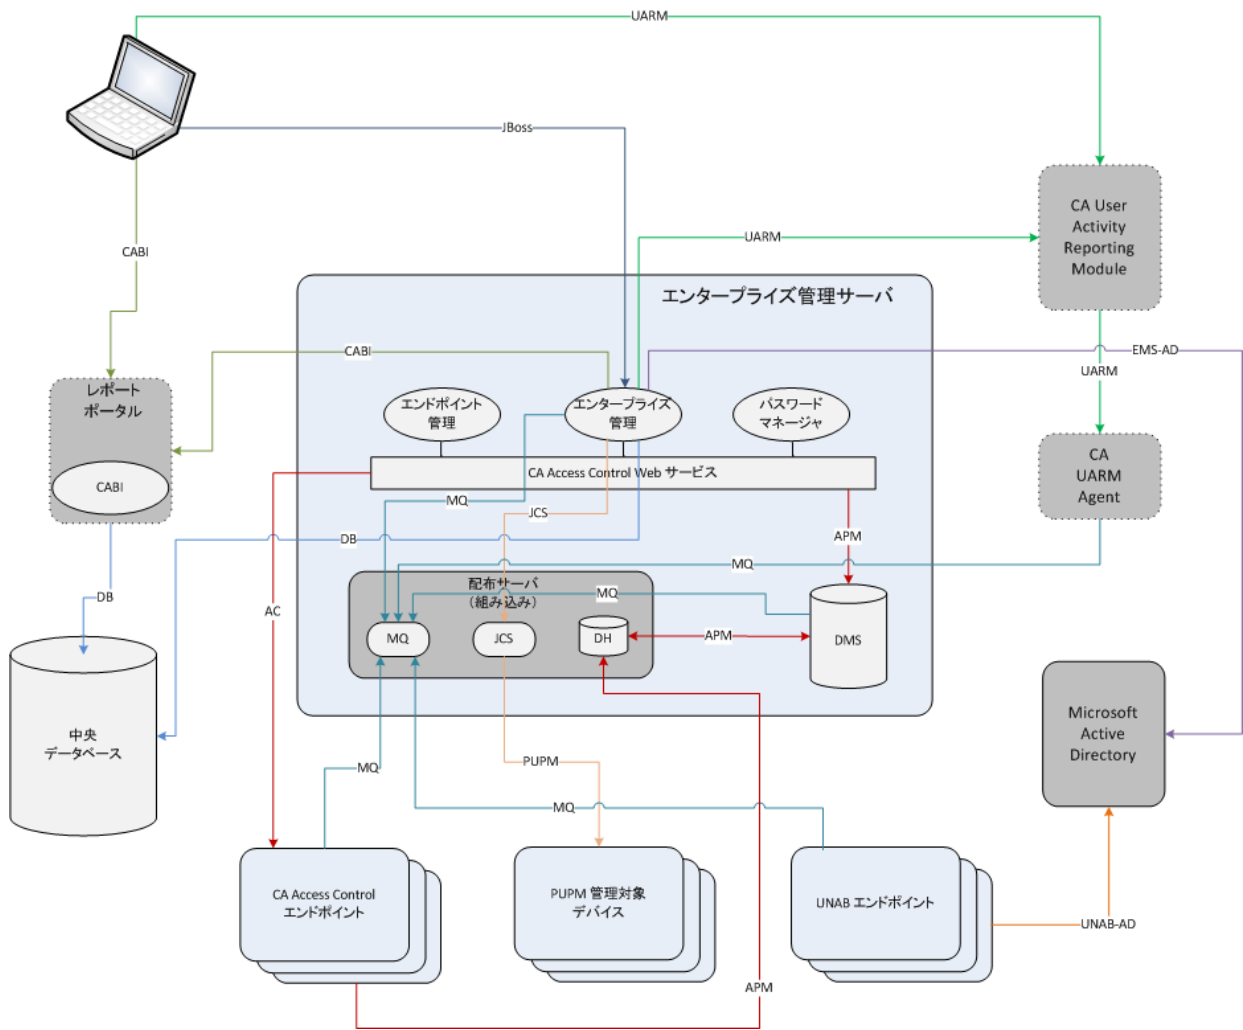 UARM
JBoss
CABI
CA User
Activity
Reporting
Module
UARM
エンタープライズ管理サーバ
CABI
EMS-AD
UARM
レポート
ポータル
CABI
エンドポイント
管理
エンタープライズ
管理
パスワード
マネージャ
CA Access Control Web サービス
CA
UARM
Agent
MQ
JCS
DB
APM
MQ
配布サーバ
（組み込み）
MQ
DB
AC
MQ
JCS
DH
APM
DMS
中央
データベース
Microsoft
Active
Directory
MQ
PUPM
MQ
CA Access Control
エンドポイント
PUPM 管理対象
デバイス
UNAB エンドポイント
UNAB-AD
APM